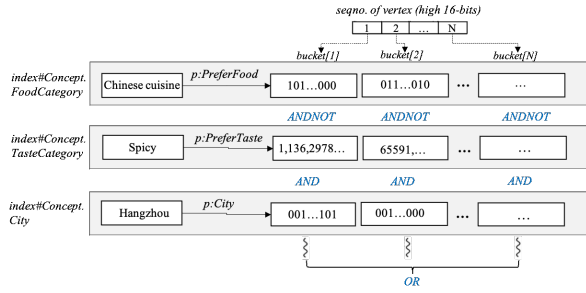 seqno. of vertex (high 16-bits)
1 2 ... N
bucket[1] bucket[2] bucket[N]
index#Concept.
FoodCategory
Chinese cuisine
p:PreferFood
101...000 011...010 ... ...
ANDNOT ANDNOT ANDNOT
index#Concept.
TasteCategory
Spicy
p:PreferTaste
1,136,2978... 65591,... ... ...
AND AND AND
index#Concept.
City
Hangzhou
p:City
001...101 001...000 ... ...
OR